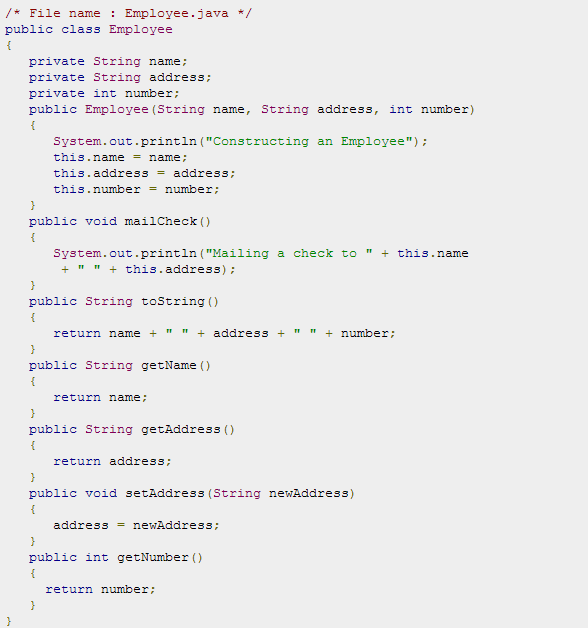 /* File name : Employee.java */
public class Employee
{
   private String name;
   private String address;
   private int number;
   public Employee(String name, String address, int number)
   {
      System.out.println("Constructing an Employee");
      this.name = name;
      this.address = address;
      this.number = number;
   }
   public void mailCheck()
   {
      System.out.println("Mailing a check to " + this.name
       + " " + this.address);
   }
   public String toString()
   {
      return name + " " + address + " " + number;
   }
   public String getName()
   {
      return name;
   }
   public String getAddress()
   {
      return address;
   }
   public void setAddress(String newAddress)
   {
      address = newAddress;
   }
   public int getNumber()
   {
     return number;
   }
}